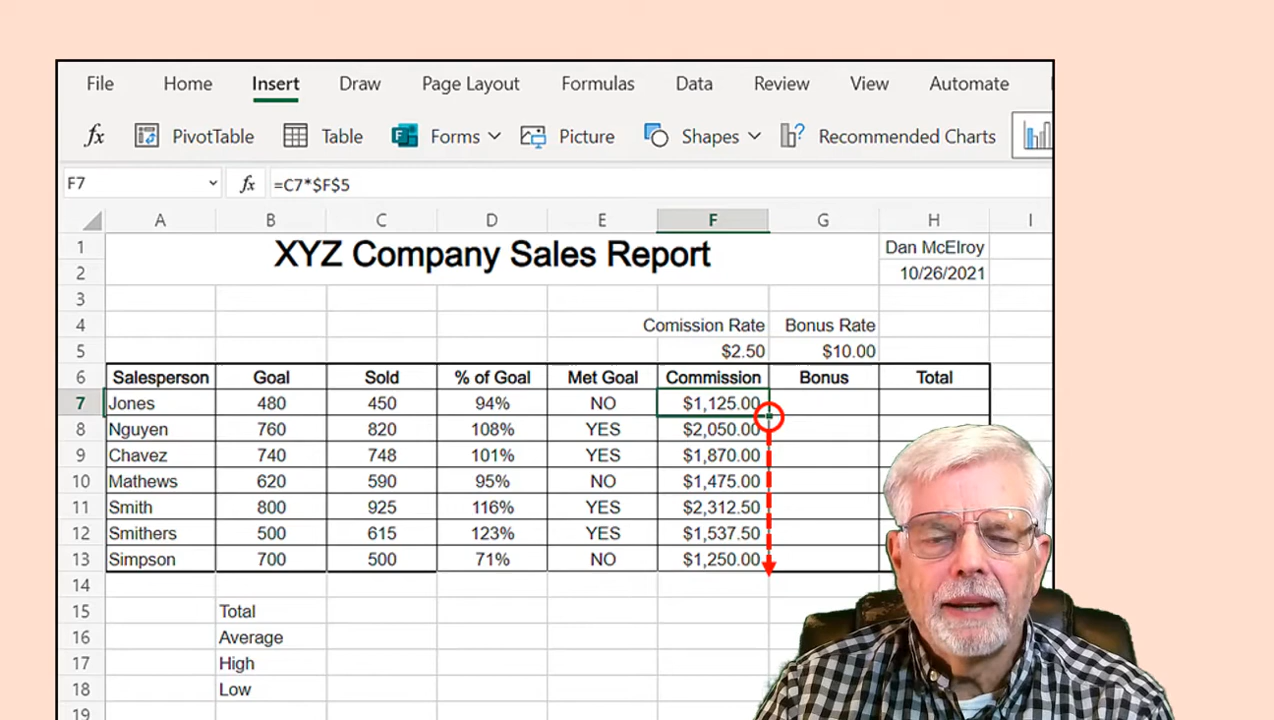 File Home Insert Draw Page Layout Formulas Data Review View Automate
fx PivotTable Table Forms Picture Shapes Recommended Charts
F7 fx =C7*$F$5
A B C D E F G H I
1 XYZ Company Sales Report Dan McElroy
2 10/26/2021
3
4 Comission Rate Bonus Rate
5 $2.50 $10.00
6 Salesperson Goal Sold % of Goal Met Goal Commission Bonus Total
7 Jones 480 450 94% NO $1,125.00
8 Nguyen 760 820 108% YES $2,050.00
9 Chavez 740 748 101% YES $1,870.00
10 Mathews 620 590 95% NO $1,475.00
11 Smith 800 925 116% YES $2,312.50
12 Smithers 500 615 123% YES $1,537.50
13 Simpson 700 500 71% NO $1,250.00
14
15 Total
16 Average
17 High
18 Low
19